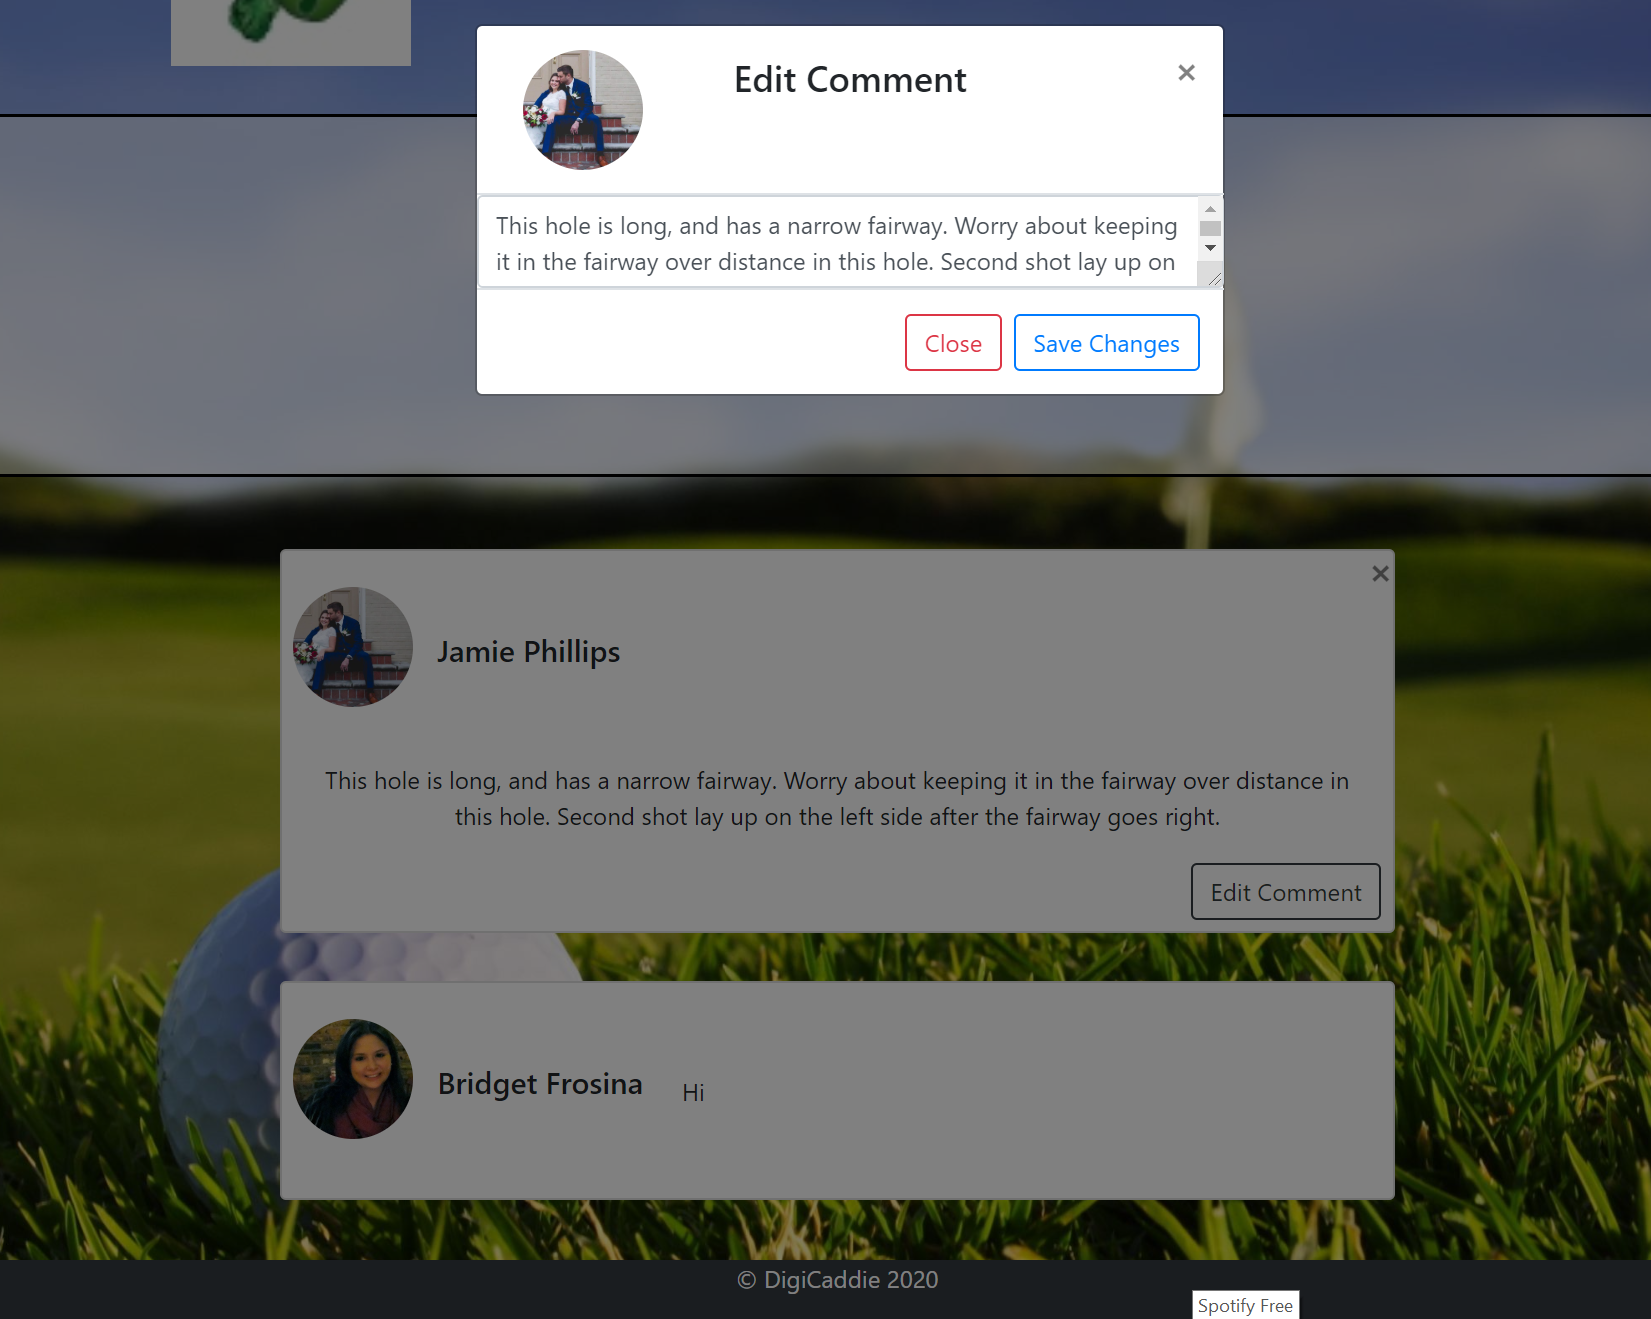 Edit Comment
×
This hole is long, and has a narrow fairway. Worry about keeping
it in the fairway over distance in this hole. Second shot lay up on
Close
Save Changes
×
Jamie Phillips
This hole is long, and has a narrow fairway. Worry about keeping it in the fairway over distance in
this hole. Second shot lay up on the left side after the fairway goes right.
Edit Comment
Bridget Frosina
Hi
© DigiCaddie 2020
Spotify Free